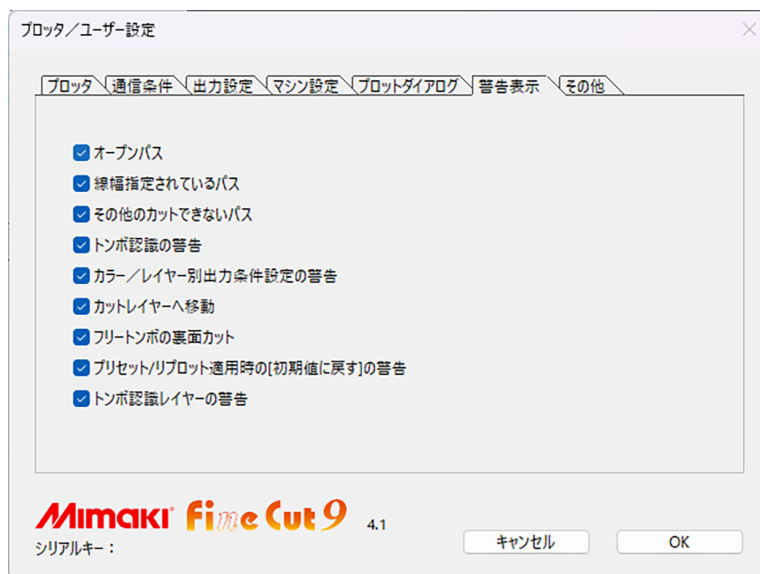 プロッタ／ユーザー設定
プロッタ 通信条件 出力設定 マシン設定 プロットダイアログ 警告表示 その他
オープンパス
線幅指定されているパス
その他のカットできないパス
トンボ認識の警告
カラー／レイヤー別出力条件設定の警告
カットレイヤーへ移動
フリートンボの裏面カット
プリセット/リプロット適用時の[初期値に戻す]の警告
トンボ認識レイヤーの警告
Mimaki Fine Cut 9 4.1
シリアルキー：
キャンセル OK